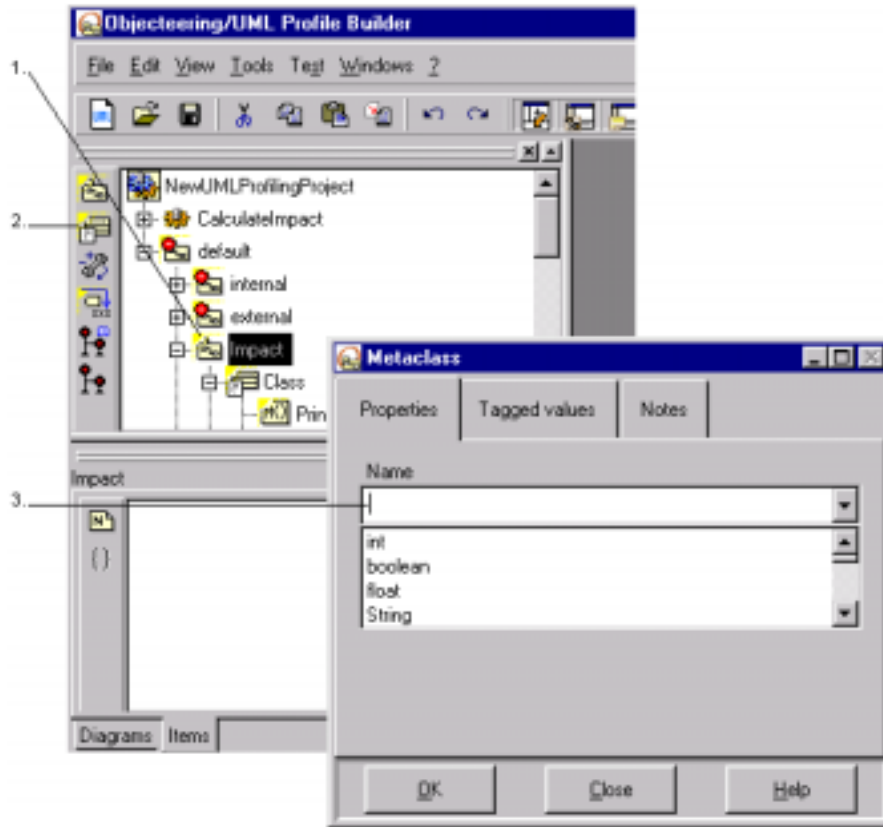 Objecteering/UML Profile Builder
File Edit View Tools Test Windows ?
1.
NewUMLProfilingProject
CalculateImpact
2.
default
internal
external
Impact
Class
Prin
Metaclass
Properties Tagged values Notes
Name
Impact
3.
N
{}
int
boolean
float
String
Diagrams Items
OK Close Help